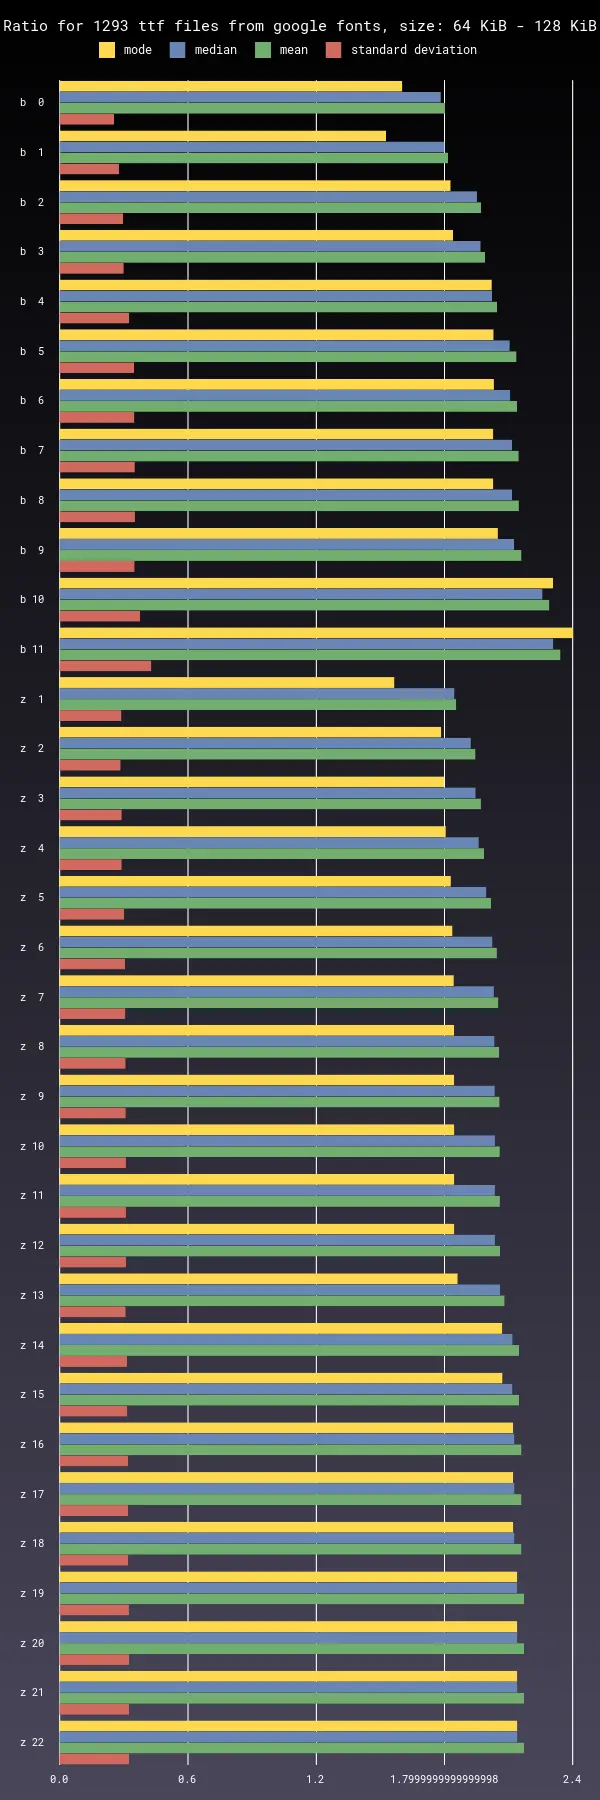 Ratio for 1293 ttf files from google fonts, size: 64 KiB - 128 KiB
mode median mean standard deviation
b 0
b 1
b 2
b 3
b 4
b 5
b 6
b 7
b 8
b 9
b 10
b 11
z 1
z 2
z 3
z 4
z 5
z 6
z 7
z 8
z 9
z 10
z 11
z 12
z 13
z 14
z 15
z 16
z 17
z 18
z 19
z 20
z 21
z 22
0.0 0.6 1.2 1.7999999999999998 2.4